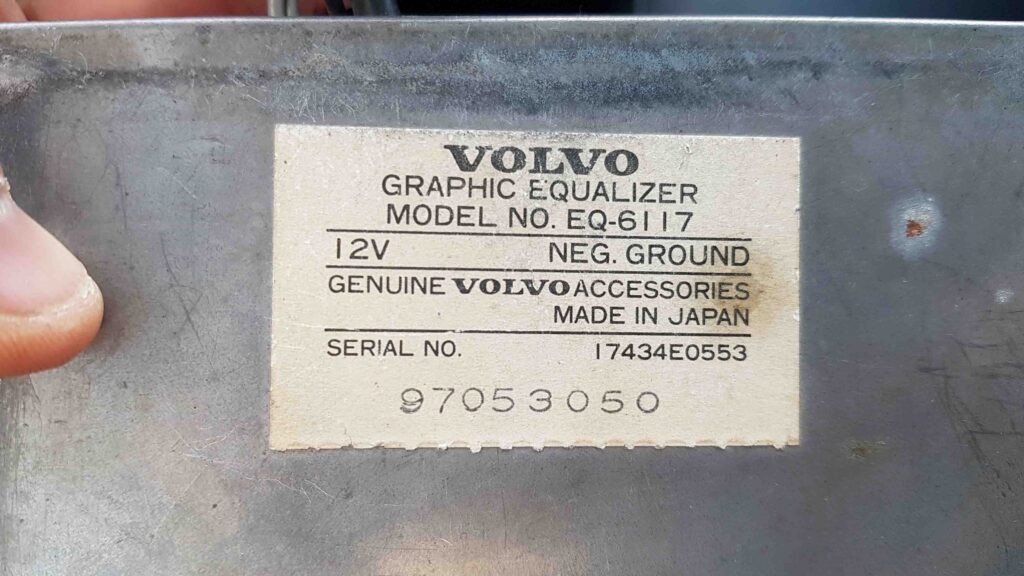 VOLVO
GRAPHIC EQUALIZER
MODEL NO. EQ-6117
12V NEG. GROUND
GENUINE VOLVO ACCESSORIES
MADE IN JAPAN
SERIAL NO. 17434E0553
97053050